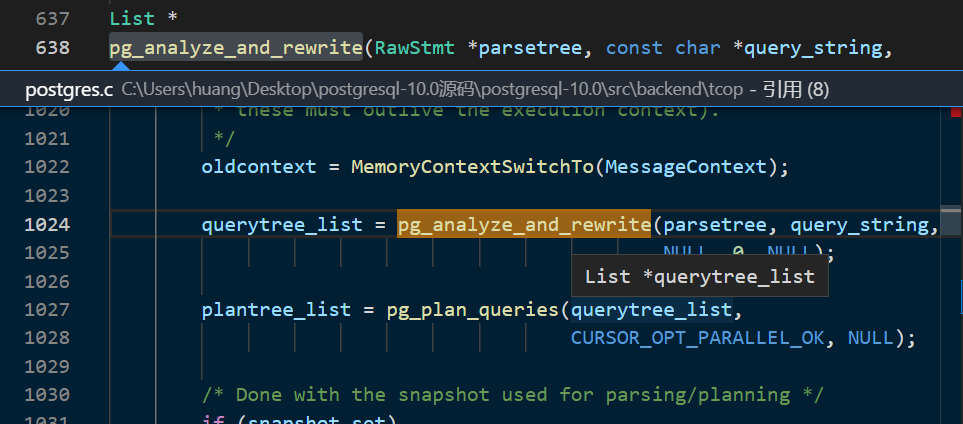 637 List *
638 pg_analyze_and_rewrite(RawStmt *parsetree, const char *query_string,
postgres.c C:\Users\huang\Desktop\postgresql-10.0源码\postgresql-10.0\src\backend\tcop - 引用 (8)
1020 * these must outlive the execution context).
1021 */
1022 oldcontext = MemoryContextSwitchTo(MessageContext);
1023
1024 querytree_list = pg_analyze_and_rewrite(parsetree, query_string,
1025 NULL, 0, NULL);
List *querytree_list
1026
1027 plantree_list = pg_plan_queries(querytree_list,
1028 CURSOR_OPT_PARALLEL_OK, NULL);
1029
1030 /* Done with the snapshot used for parsing/planning */
1031 if (snapshot_set)